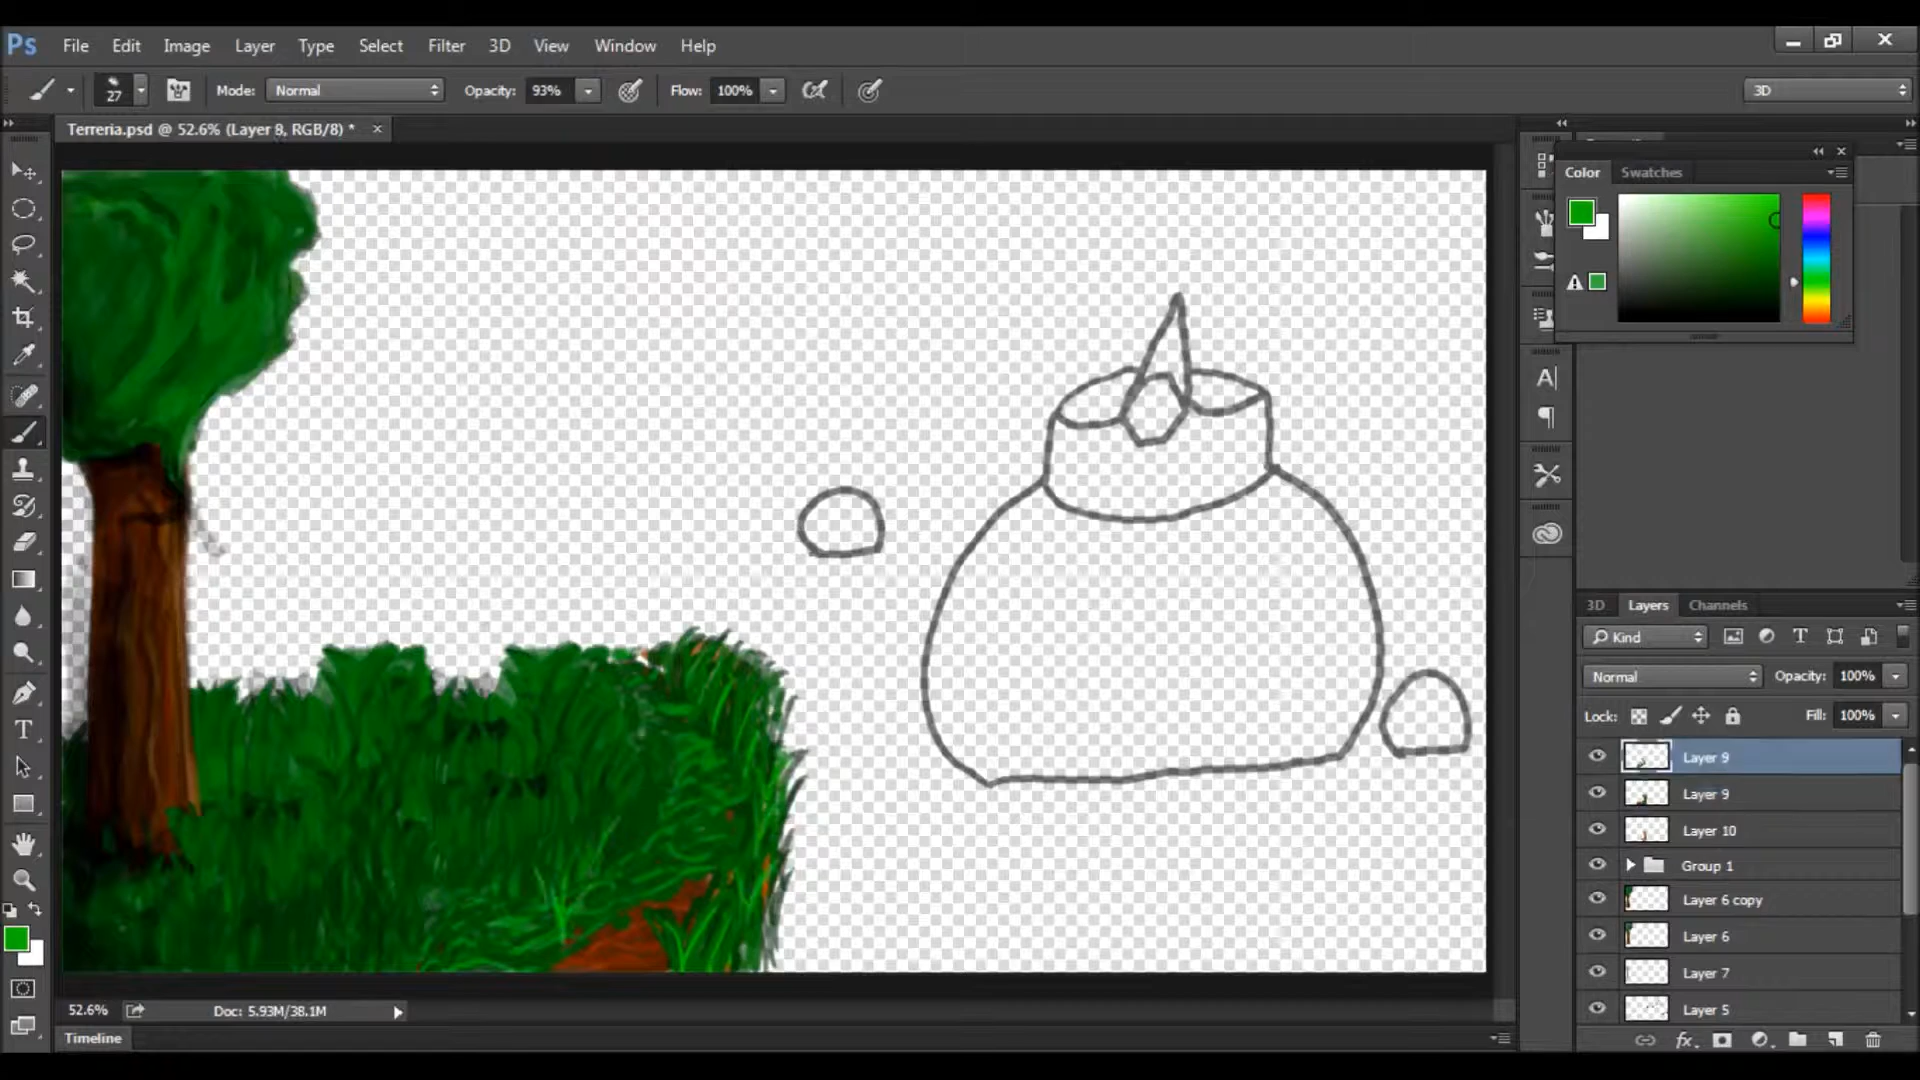 Ps File Edit Image Layer Type Select Filter 3D View Window Help
27 Mode: Normal Opacity: 93% Flow: 100% 3D
Terreria.psd @ 52.6% (Layer 8, RGB/8) *
Color Swatches
A
3D Layers Channels
Kind T
Normal Opacity: 100%
Lock: Fill: 100%
Layer 9
Layer 9
Layer 10
Group 1
Layer 6 copy
Layer 6
Layer 7
Layer 5
fx
T
52.6% Doc: 5.93M/38.1M
Timeline